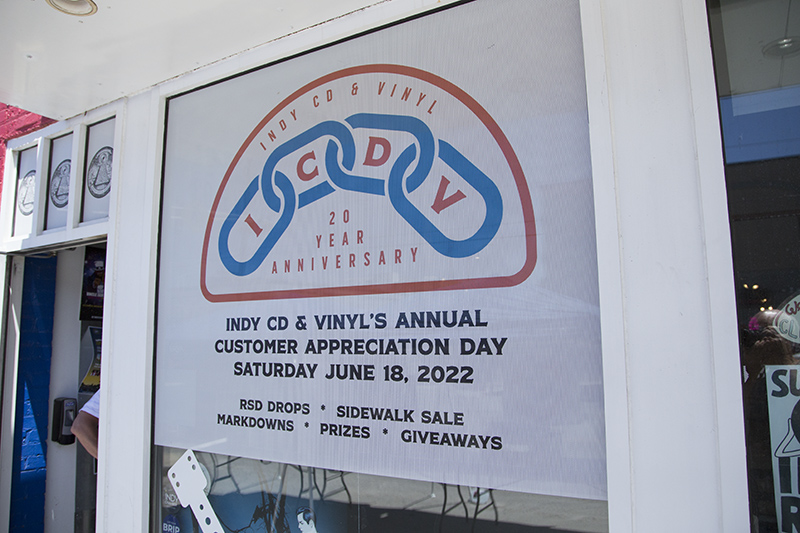 INDY CD & VINYL
I C D V
20
YEAR
ANNIVERSARY
INDY CD & VINYL'S ANNUAL
CUSTOMER APPRECIATION DAY
SATURDAY JUNE 18, 2022
RSD DROPS * SIDEWALK SALE
MARKDOWNS * PRIZES * GIVEAWAYS
SU